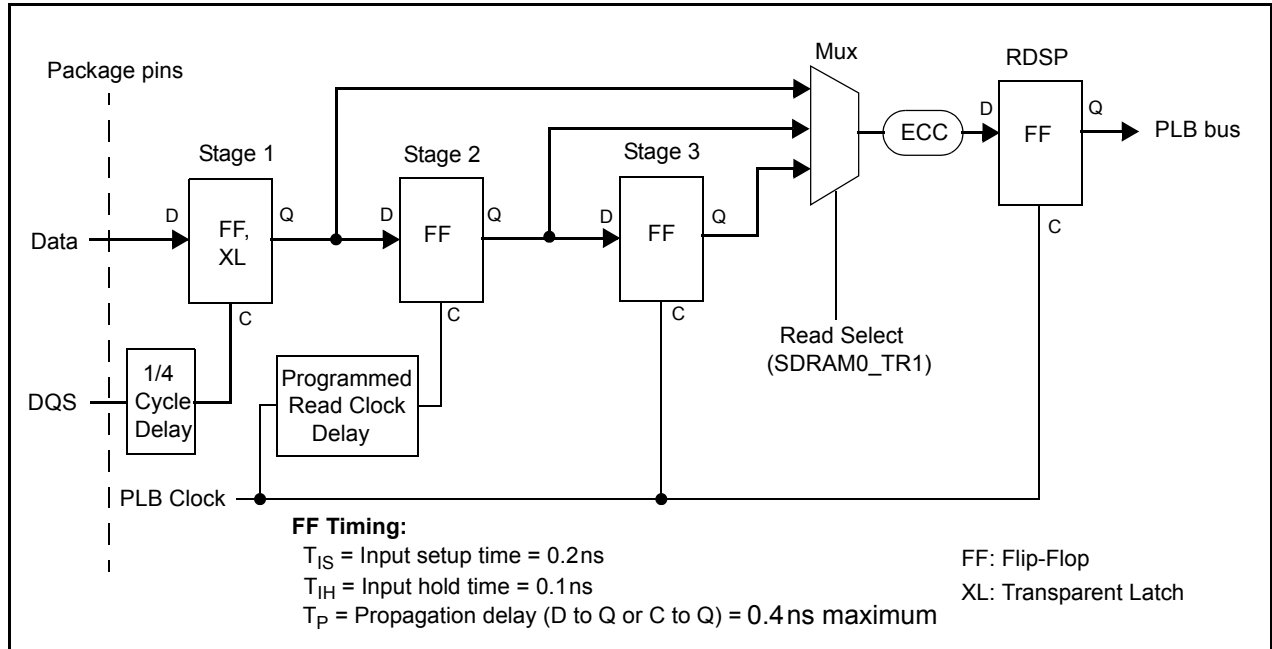 Package pins
Mux
RDSP
Stage 1
Stage 2
Stage 3
D
Q
D
Q
D
Q
D
Q
FF,
XL
FF
FF
ECC
FF
PLB bus
Data
C
C
C
C
DQS
1/4
Cycle
Delay
Programmed
Read Clock
Delay
Read Select
(SDRAM0_TR1)
PLB Clock
FF Timing:
TIS = Input setup time = 0.2ns
TIH = Input hold time = 0.1ns
TP = Propagation delay (D to Q or C to Q) = 0.4ns maximum
FF: Flip-Flop
XL: Transparent Latch